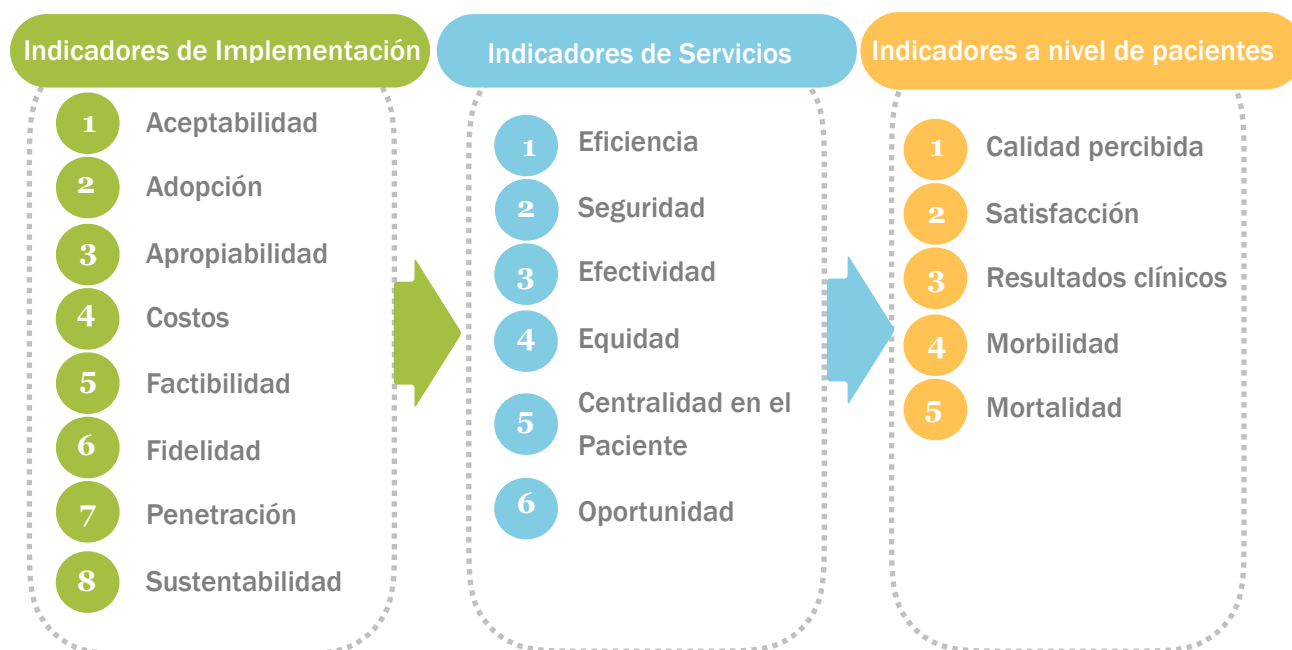 Indicadores de Implementación
1 Aceptabilidad
2 Adopción
3 Apropiabilidad
4 Costos
5 Factibilidad
6 Fidelidad
7 Penetración
8 Sustentabilidad
Indicadores de Servicios
1 Eficiencia
2 Seguridad
3 Efectividad
4 Equidad
5 Centralidad en el
Paciente
6 Oportunidad
Indicadores a nivel de pacientes
1 Calidad percibida
2 Satisfacción
3 Resultados clínicos
4 Morbilidad
5 Mortalidad